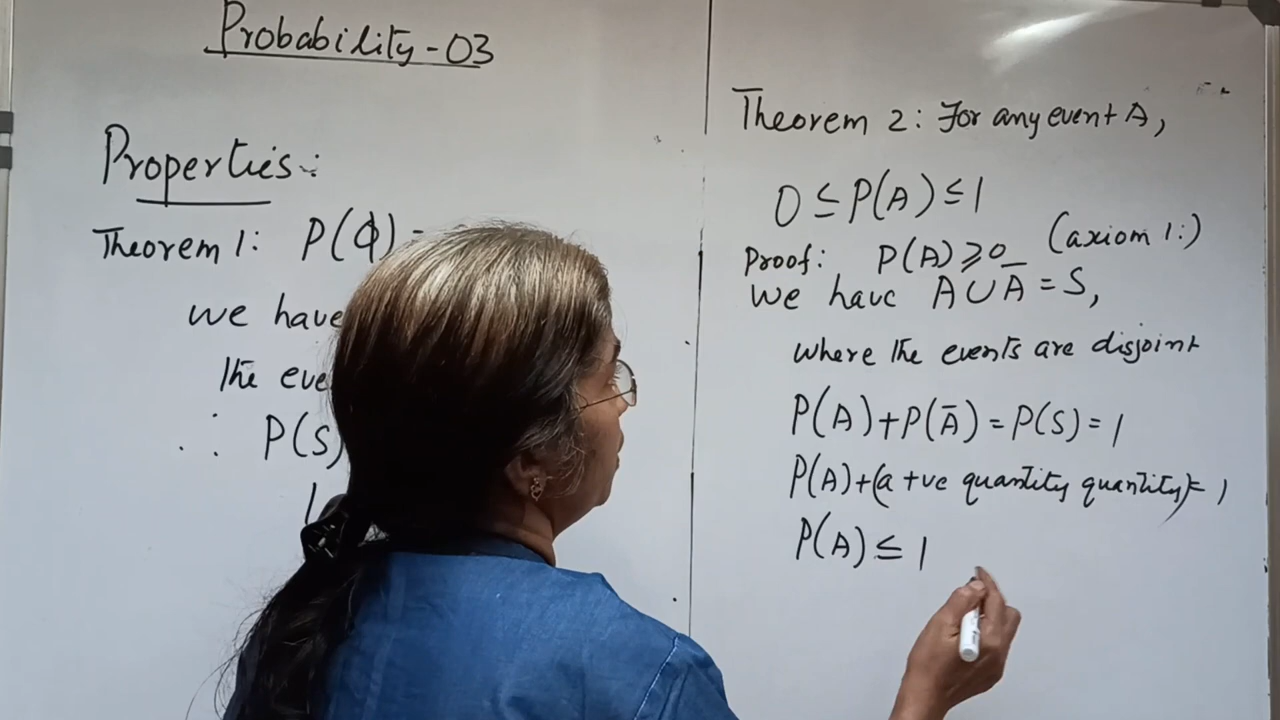 Probability-03
Properties:
Theorem 1: P(Φ) =
we have
the eve
∴ P(S)
1
Theorem 2: For any event A,
0 ≤ P(A) ≤ 1
Proof: P(A) ⩾ 0 (axiom 1:)
we have A ∪ A̅ = S,
where the events are disjoint
P(A)+P(A̅) = P(S) = 1
P(A)+(a +ve quantity quantity) = 1
P(A) ≤ 1